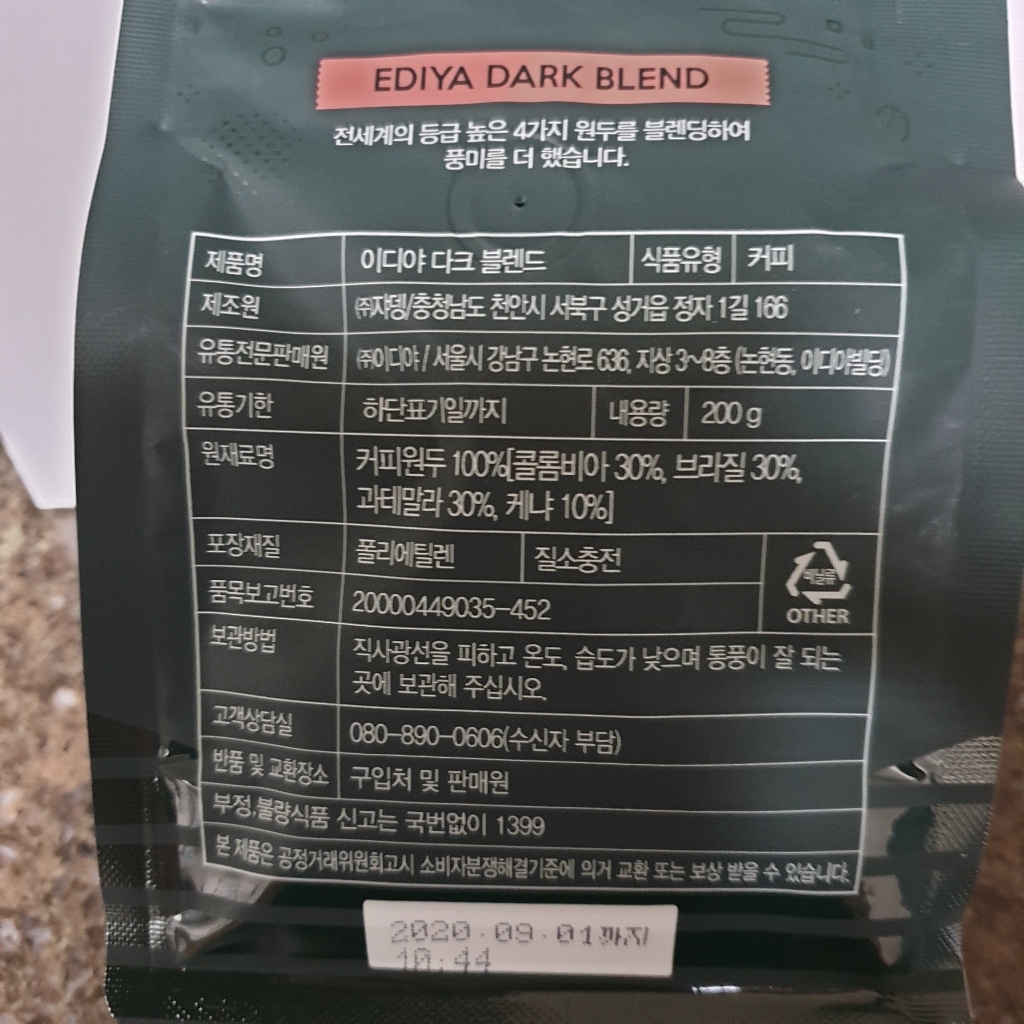 EDIYA DARK BLEND
전세계의 등급 높은 4가지 원두를 블렌딩하여
풍미를 더 했습니다.
제품명 이디야 다크 블렌드 식품유형 커피
제조원 ㈜쟈뎅/충청남도 천안시 서북구 성거읍 정자1길 166
유통전문판매원 ㈜이디야 / 서울시 강남구 논현로 636, 지상 3~8층 (논현동, 이디야빌딩)
유통기한 하단표기일까지 내용량 200 g
원재료명 커피원두 100%[콜롬비아 30%, 브라질 30%,
과테말라 30%, 케냐 10%]
포장재질 폴리에틸렌 질소충전
비닐류
OTHER
품목보고번호 20000449035-452
보관방법 직사광선을 피하고 온도, 습도가 낮으며 통풍이 잘 되는
곳에 보관해 주십시오.
고객상담실 080-890-0606(수신자 부담)
반품 및 교환장소 구입처 및 판매원
부정,불량식품 신고는 국번없이 1399
본 제품은 공정거래위원회고시 소비자분쟁해결기준에 의거 교환 또는 보상 받을 수 있습니다.
2020.09.01까지
10:44